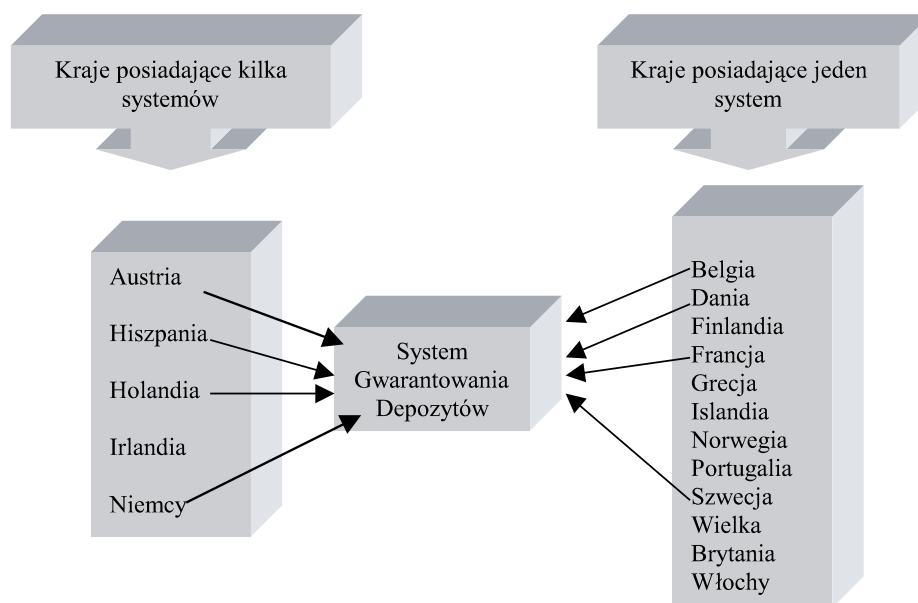 Kraje posiadające kilka
systemów
Kraje posiadające jeden
system
Austria
Hiszpania
Holandia
Irlandia
Niemcy
System
Gwarantowania
Depozytów
Belgia
Dania
Finlandia
Francja
Grecja
Islandia
Norwegia
Portugalia
Szwecja
Wielka
Brytania
Włochy